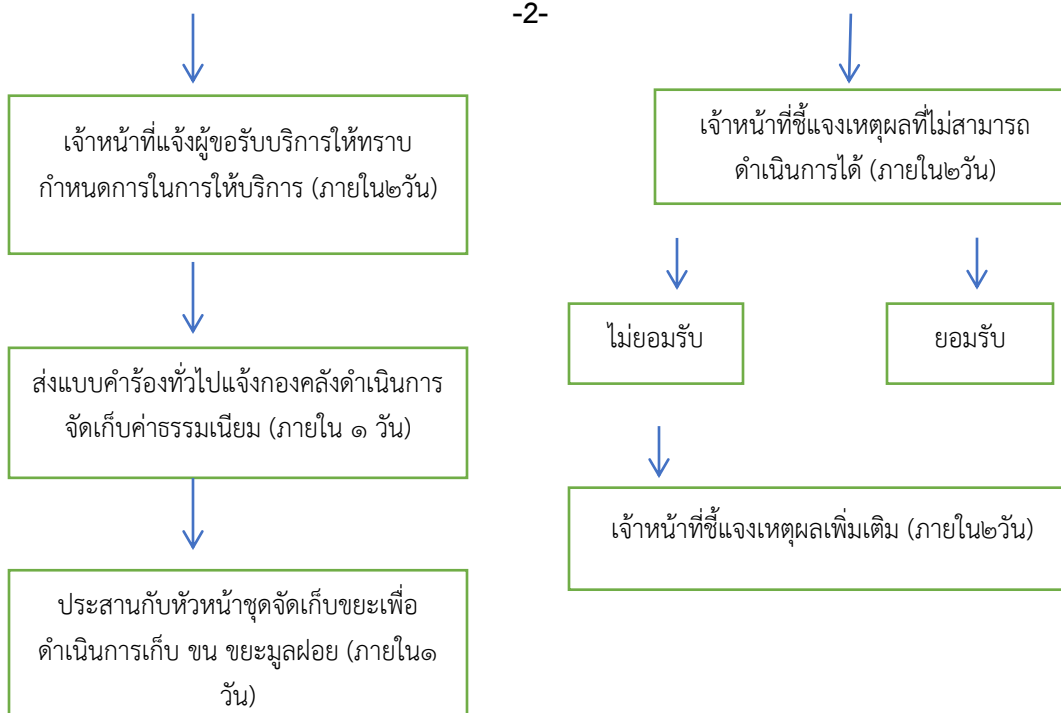 -2-
เจ้าหน้าที่แจ้งผู้ขอรับบริการให้ทราบ
กำหนดการในการให้บริการ (ภายใน๒วัน)
ส่งแบบคำร้องทั่วไปแจ้งกองคลังดำเนินการ
จัดเก็บค่าธรรมเนียม (ภายใน ๑ วัน)
ประสานกับหัวหน้าชุดจัดเก็บขยะเพื่อ
ดำเนินการเก็บ ขน ขยะมูลฝอย (ภายใน๑
วัน)
เจ้าหน้าที่ชี้แจงเหตุผลที่ไม่สามารถ
ดำเนินการได้ (ภายใน๒วัน)
ไม่ยอมรับ
ยอมรับ
เจ้าหน้าที่ชี้แจงเหตุผลเพิ่มเติม (ภายใน๒วัน)